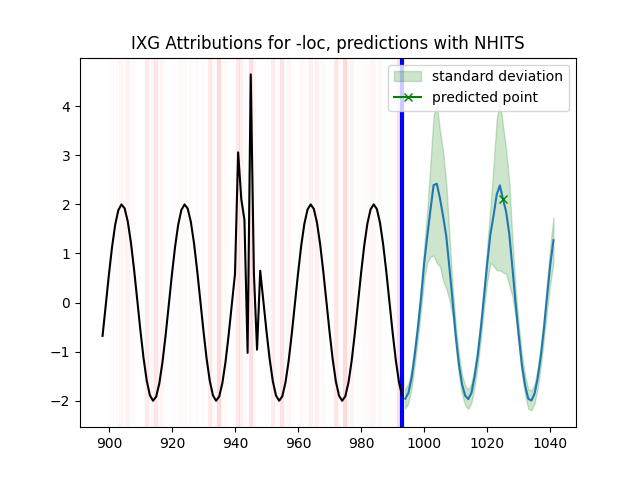 IXG Attributions for -loc, predictions with NHITS
standard deviation
predicted point
4
3
2
1
0
−1
−2
900 920 940 960 980 1000 1020 1040